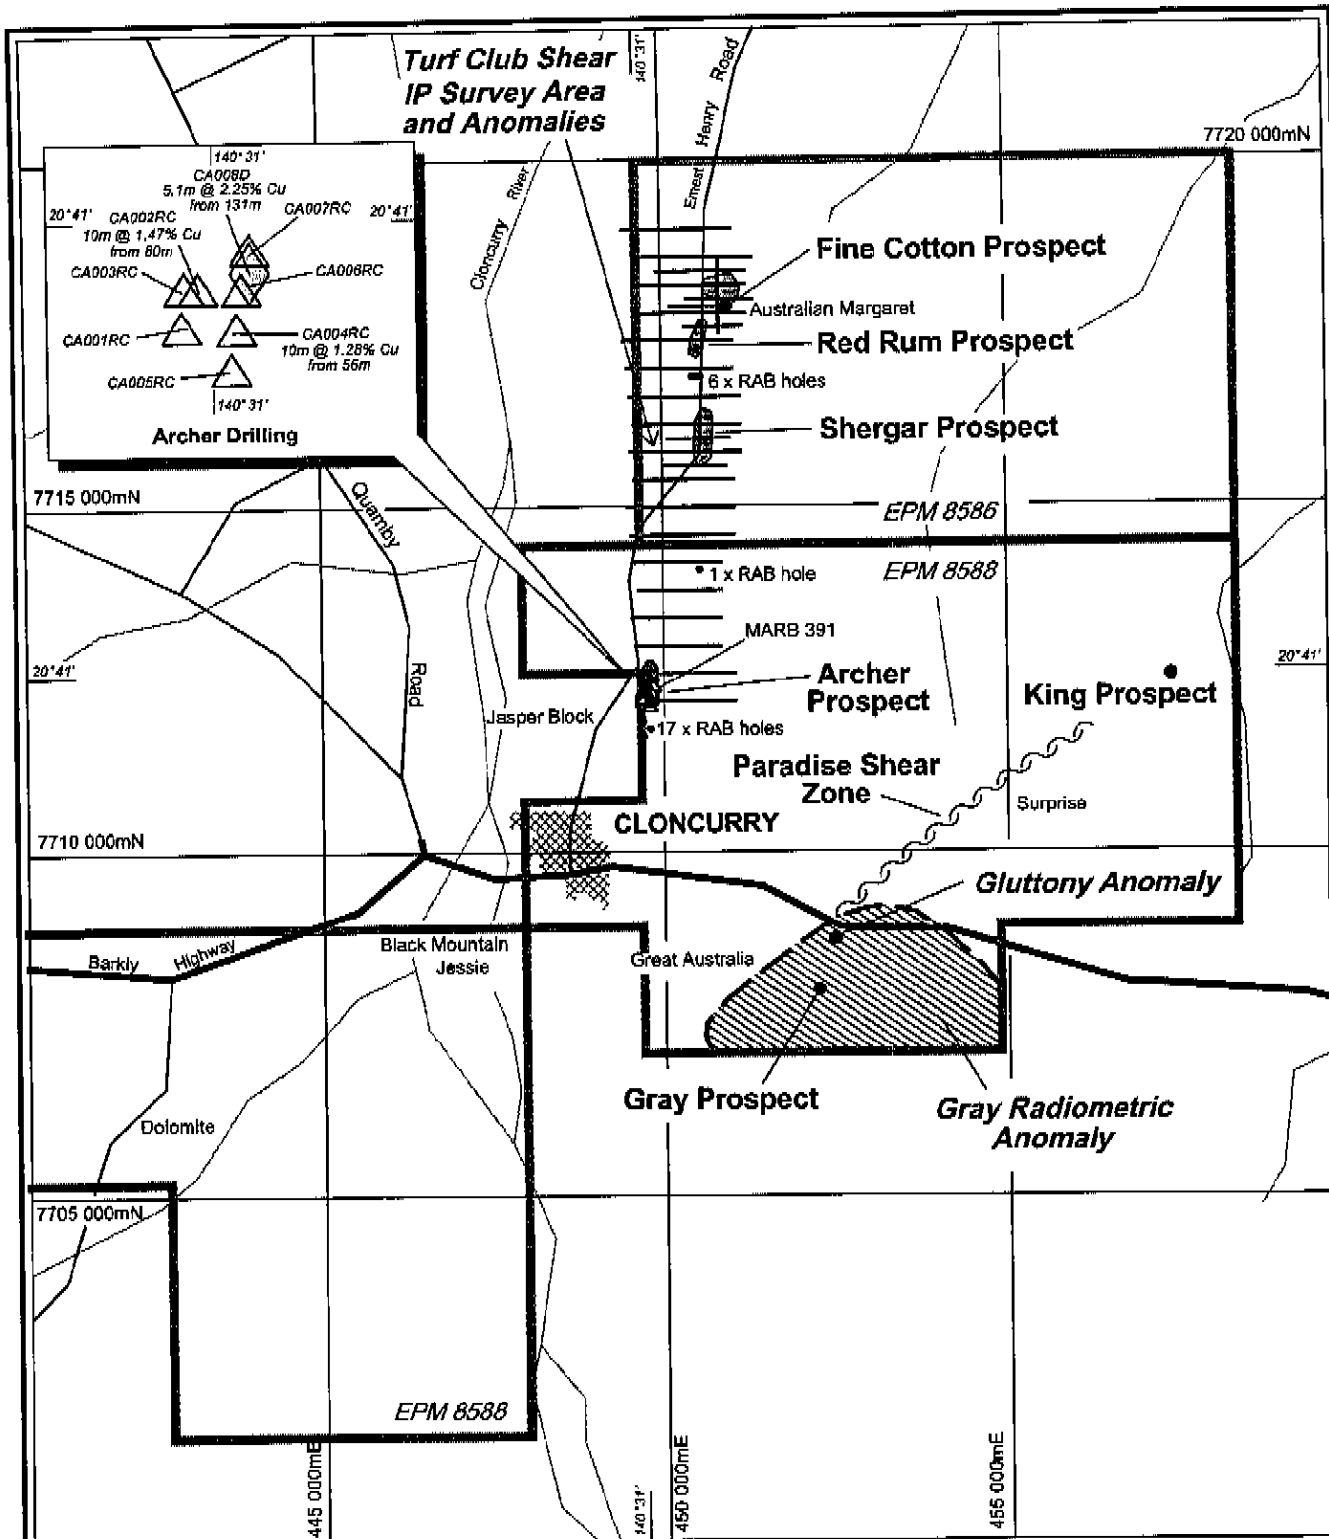 Turf Club Shear
IP Survey Area
and Anomalies
140°31'
Ernest Henry Road
7720 000mN
140°31'
CA008D
5.1m @ 2.25% Cu
from 131m
20°41'
CA002RC
CA007RC
20°41'
10m @ 1.47% Cu
from 80m
CA003RC
CA006RC
CA001RC
CA004RC
10m @ 1.28% Cu
from 56m
CA005RC
140°31'
Archer Drilling
Cloncurry River
Fine Cotton Prospect
Australian Margaret
Red Rum Prospect
6 x RAB holes
Shergar Prospect
7715 000mN
Quamby
Road
EPM 8586
EPM 8588
1 x RAB hole
MARB 391
20°41'
20°41'
Archer
Prospect
King Prospect
Jasper Block
17 x RAB holes
Paradise Shear
Zone
Surprise
CLONCURRY
7710 000mN
Gluttony Anomaly
Barkly Highway
Black Mountain
Jessie
Great Australia
Gray Prospect
Gray Radiometric
Anomaly
Dolomite
7705 000mN
EPM 8588
445 000mE
140°31'
450 000mE
455 000mE